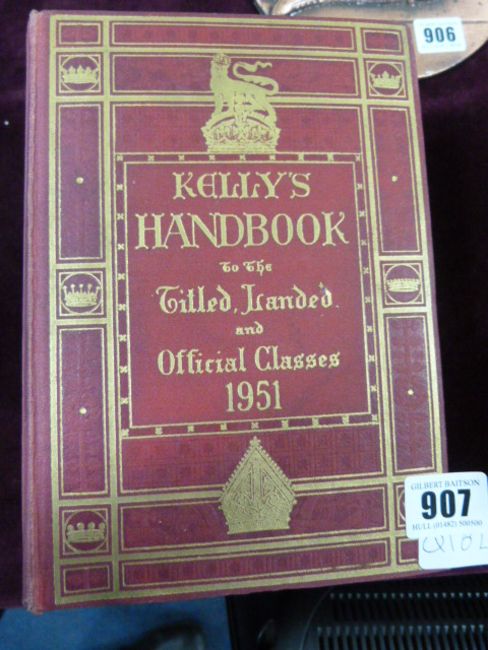 906
KELLY'S
HANDBOOK
to the
Titled, Landed
and
Official Classes
1951
GILBERT BAITSON
907
HULL (01482) 500500